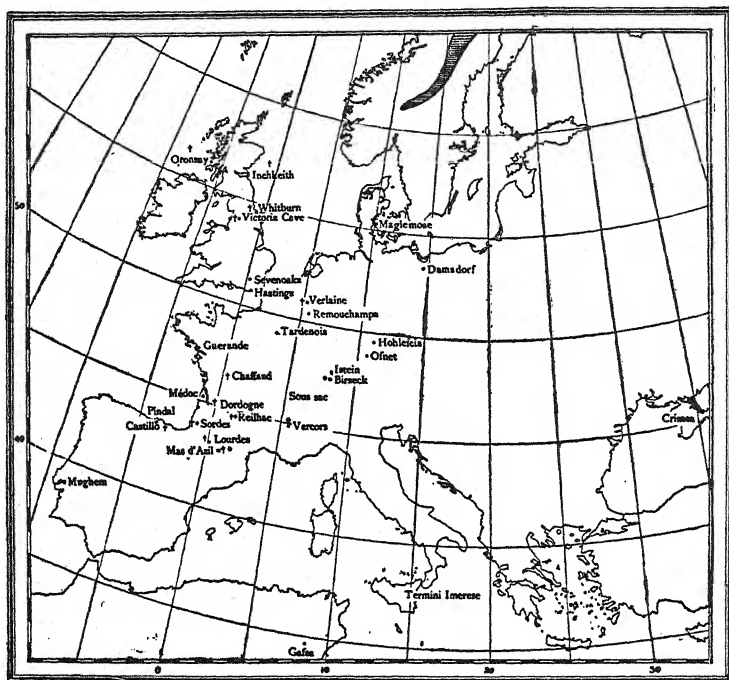 Oronsay
Inchkeith
50
Whitburn
Victoria Cave
Maglemose
Damsdorf
Sevenoaks
Hastings
Verlaine
Remouchamps
Tardenois
Guerande
Hohlefels
Ofnet
Istein
Birseck
Chaffaud
Médoc
Sous sac
Dordogne
Pindal
Castillo
Sordes
Reilhac
Vercors
Crimea
40
Lourdes
Mas d'Azil
Mughem
Termini Imerese
Gafsa
0
10
20
30